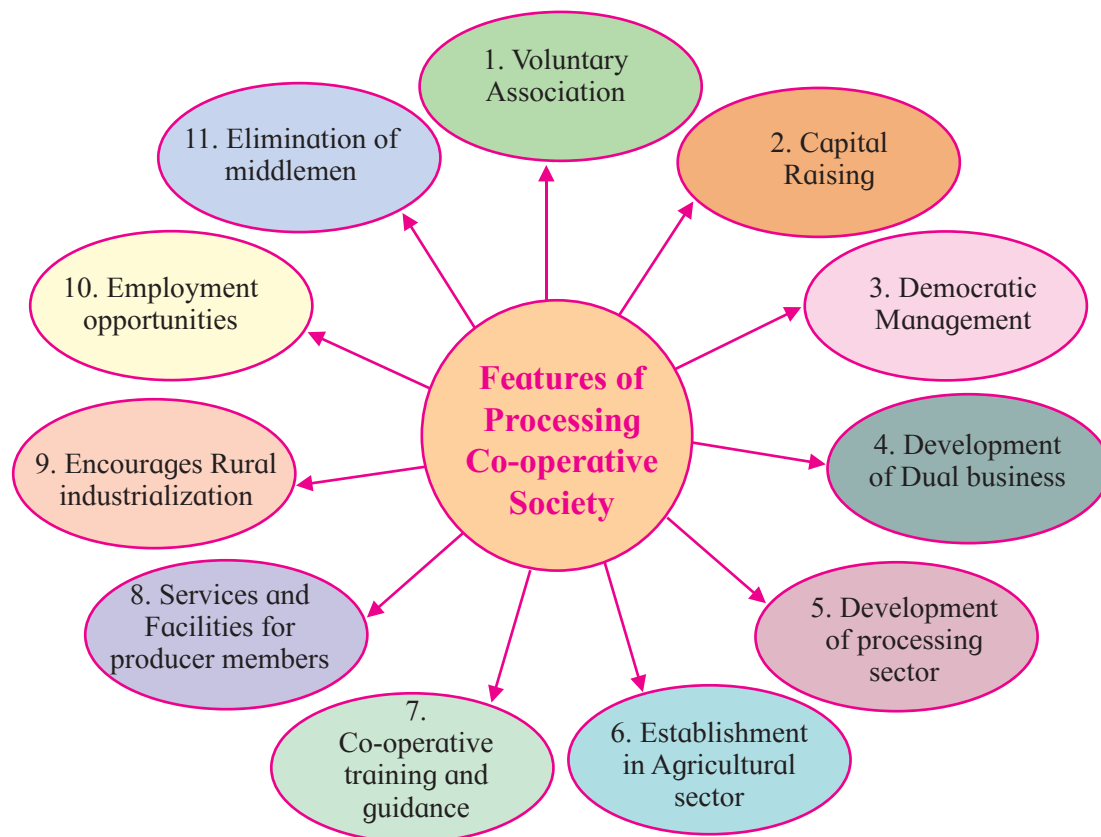 Features of
Processing
Co-operative
Society
1. Voluntary
Association
2. Capital
Raising
3. Democratic
Management
4. Development
of Dual business
5. Development
of processing
sector
6. Establishment
in Agricultural
sector
7.
Co-operative
training and
guidance
8. Services and
Facilities for
producer members
9. Encourages Rural
industrialization
10. Employment
opportunities
11. Elimination of
middlemen